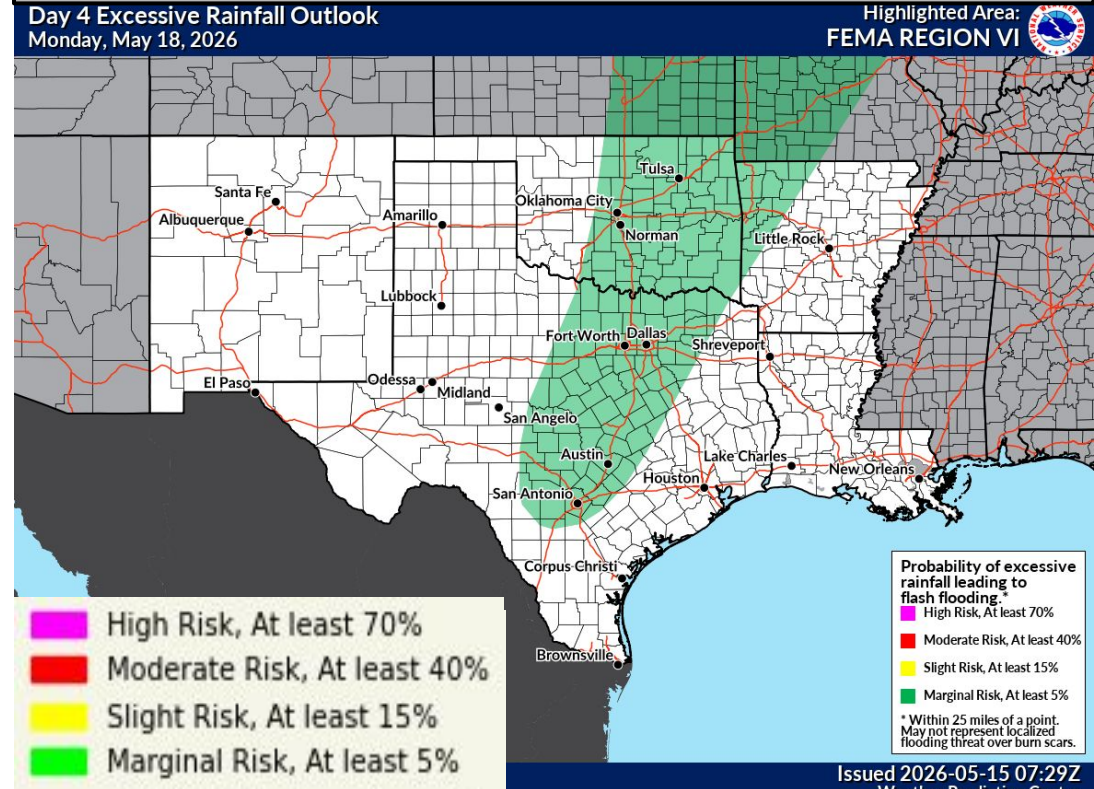 Day 4 Excessive Rainfall Outlook
Monday, May 18, 2026
Highlighted Area:
FEMA REGION VI
NATIONAL WEATHER SERVICE
Santa Fe
Albuquerque
Amarillo
Tulsa
Oklahoma City
Norman
Little Rock
Lubbock
Fort Worth
Dallas
Shreveport
El Paso
Odessa
Midland
San Angelo
Austin
Lake Charles
New Orleans
Houston
San Antonio
Corpus Christi
Brownsville
High Risk, At least 70%
Moderate Risk, At least 40%
Slight Risk, At least 15%
Marginal Risk, At least 5%
Probability of excessive
rainfall leading to
flash flooding.*
High Risk, At least 70%
Moderate Risk, At least 40%
Slight Risk, At least 15%
Marginal Risk, At least 5%
* Within 25 miles of a point.
May not represent localized
flooding threat over burn scars.
Issued 2026-05-15 07:29Z
Weather Prediction Center